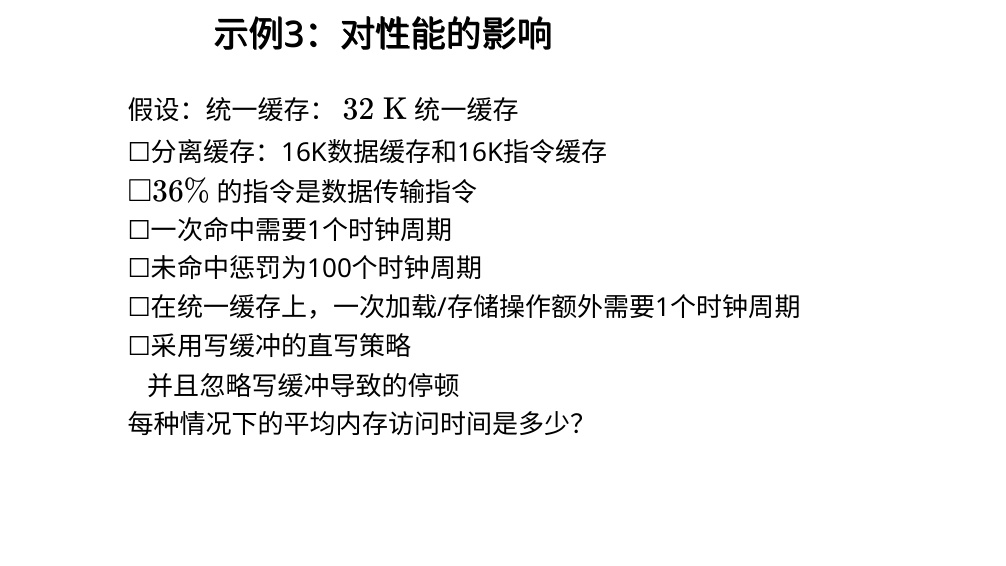 示例3：对性能的影响
假设：统一缓存： 32 K 统一缓存
□分离缓存：16K数据缓存和16K指令缓存
□36% 的指令是数据传输指令
□一次命中需要1个时钟周期
□未命中惩罚为100个时钟周期
□在统一缓存上，一次加载/存储操作额外需要1个时钟周期
□采用写缓冲的直写策略
并且忽略写缓冲导致的停顿
每种情况下的平均内存访问时间是多少？